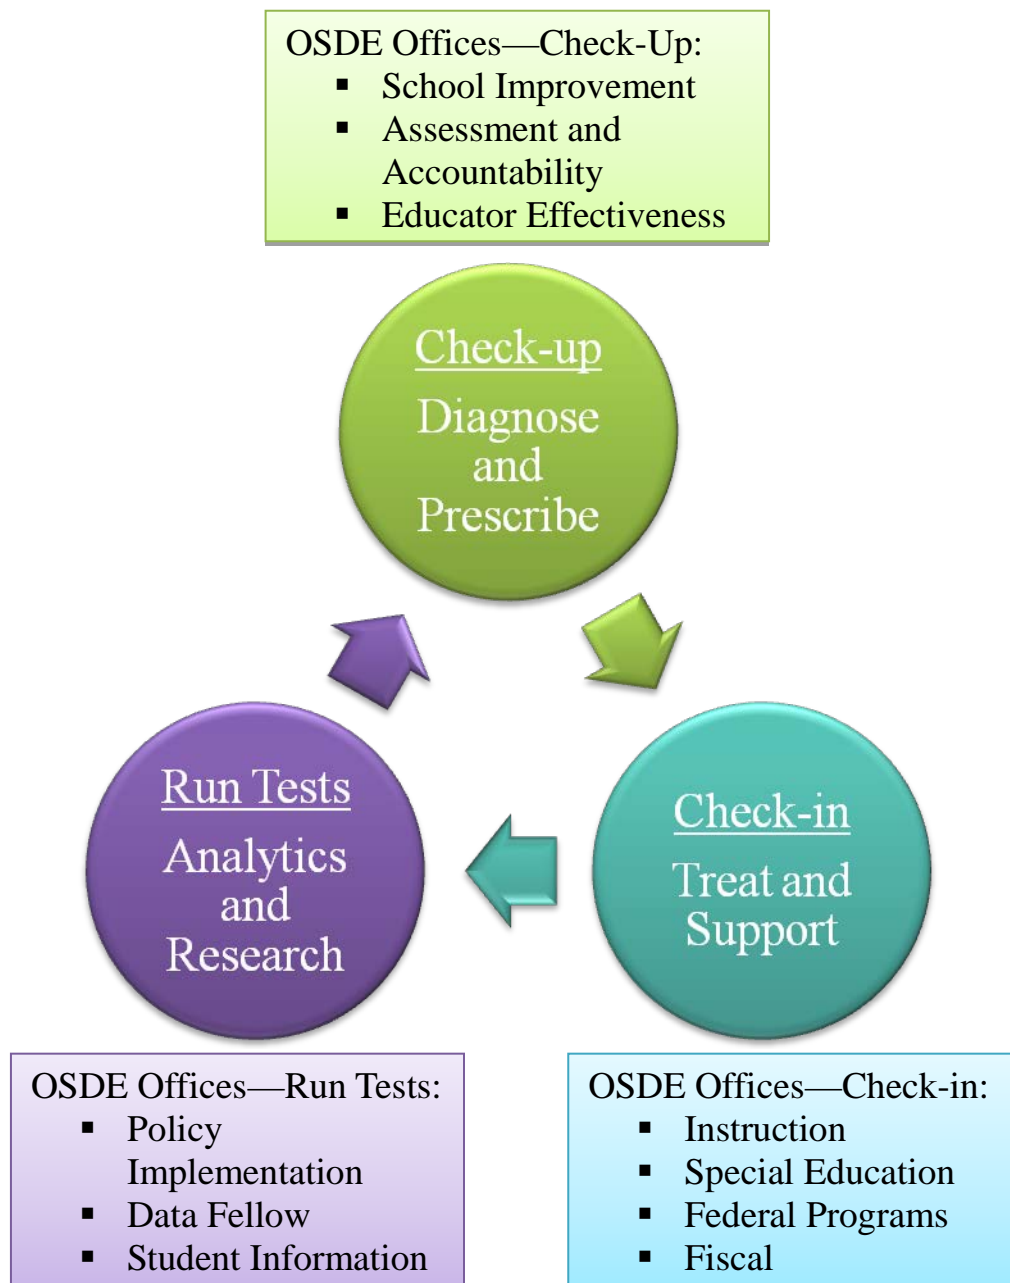 OSDE Offices—Check-Up:
▪ School Improvement
▪ Assessment and
Accountability
▪ Educator Effectiveness
Check-up
Diagnose
and
Prescribe
Run Tests
Analytics
and
Research
Check-in
Treat and
Support
OSDE Offices—Run Tests:
▪ Policy
Implementation
▪ Data Fellow
▪ Student Information
OSDE Offices—Check-in:
▪ Instruction
▪ Special Education
▪ Federal Programs
▪ Fiscal